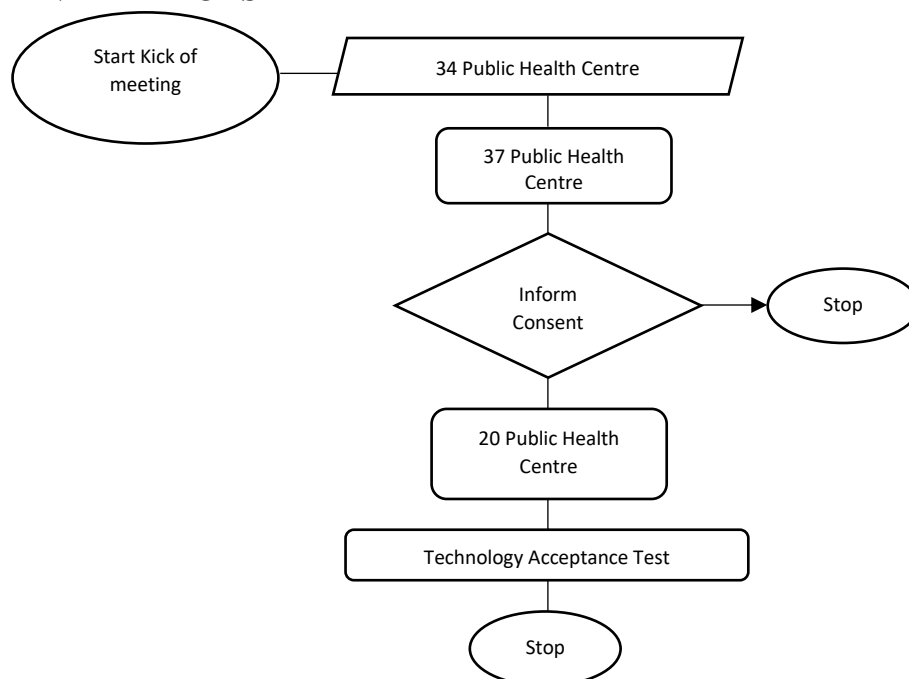 Start Kick of
meeting
34 Public Health Centre
37 Public Health
Centre
Inform
Consent
Stop
20 Public Health
Centre
Technology Acceptance Test
Stop